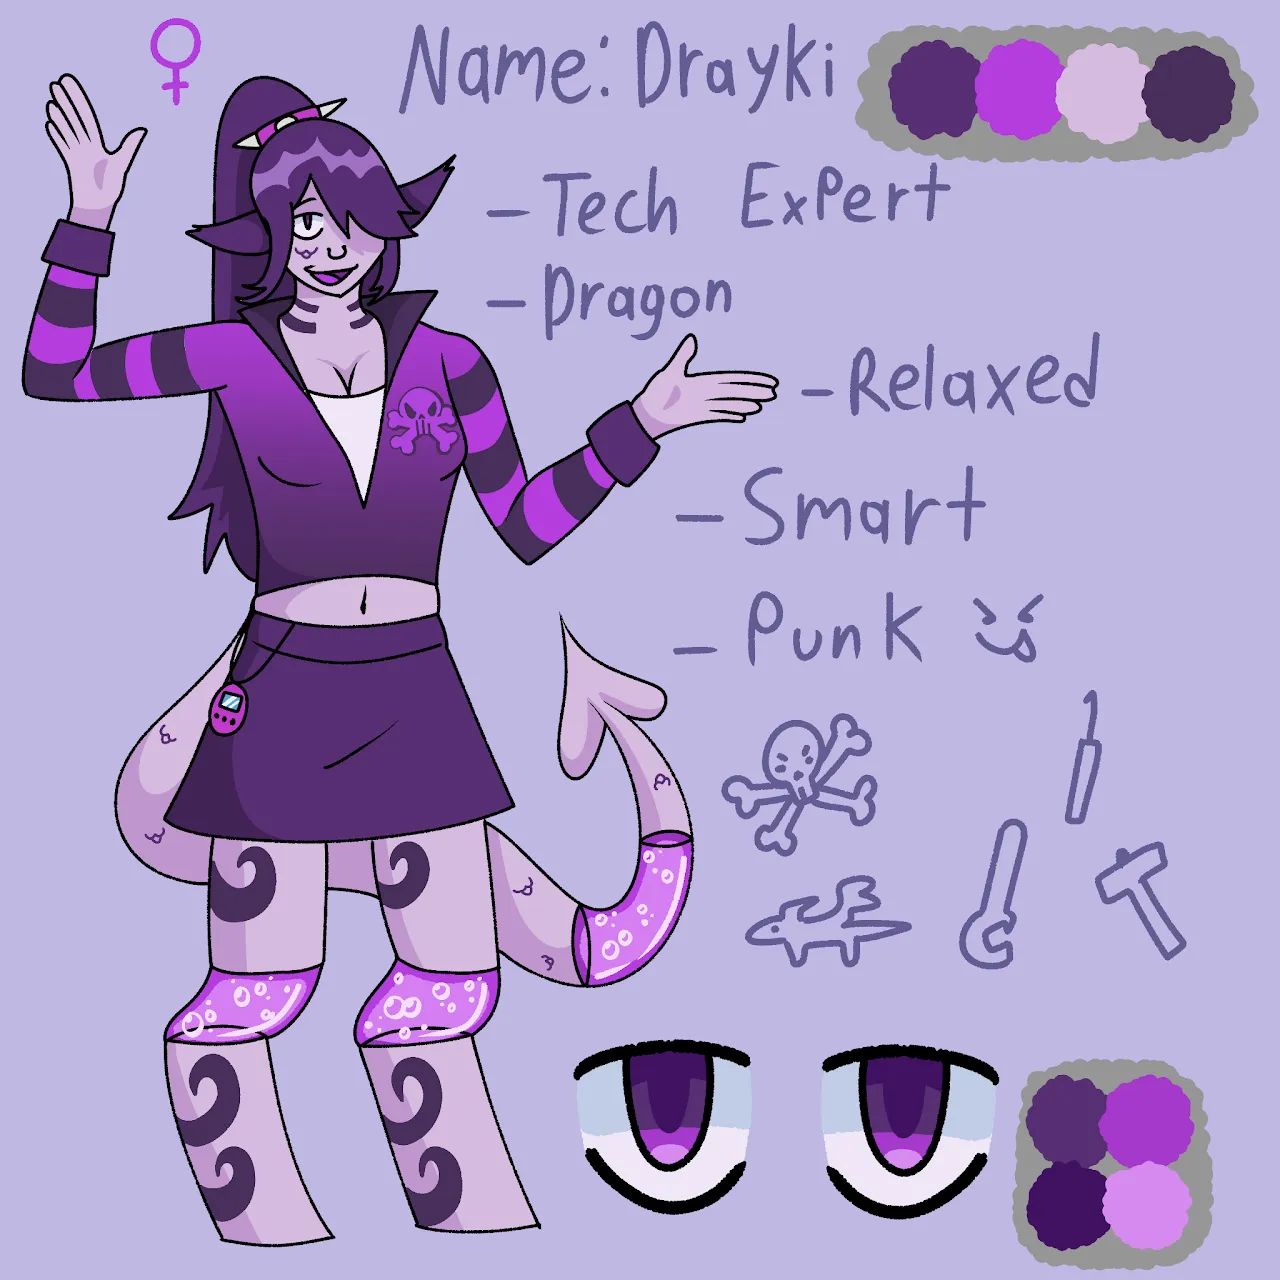 Name: Drayki
- Tech Expert
- Dragon
- Relaxed
- Smart
- Punk